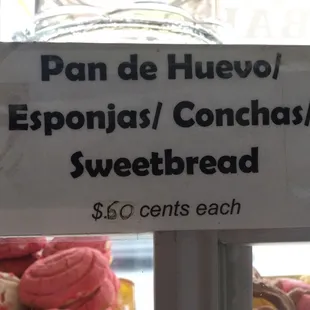 Pan de Huevo/
Esponjas/ Conchas/
Sweetbread
$.60 cents each